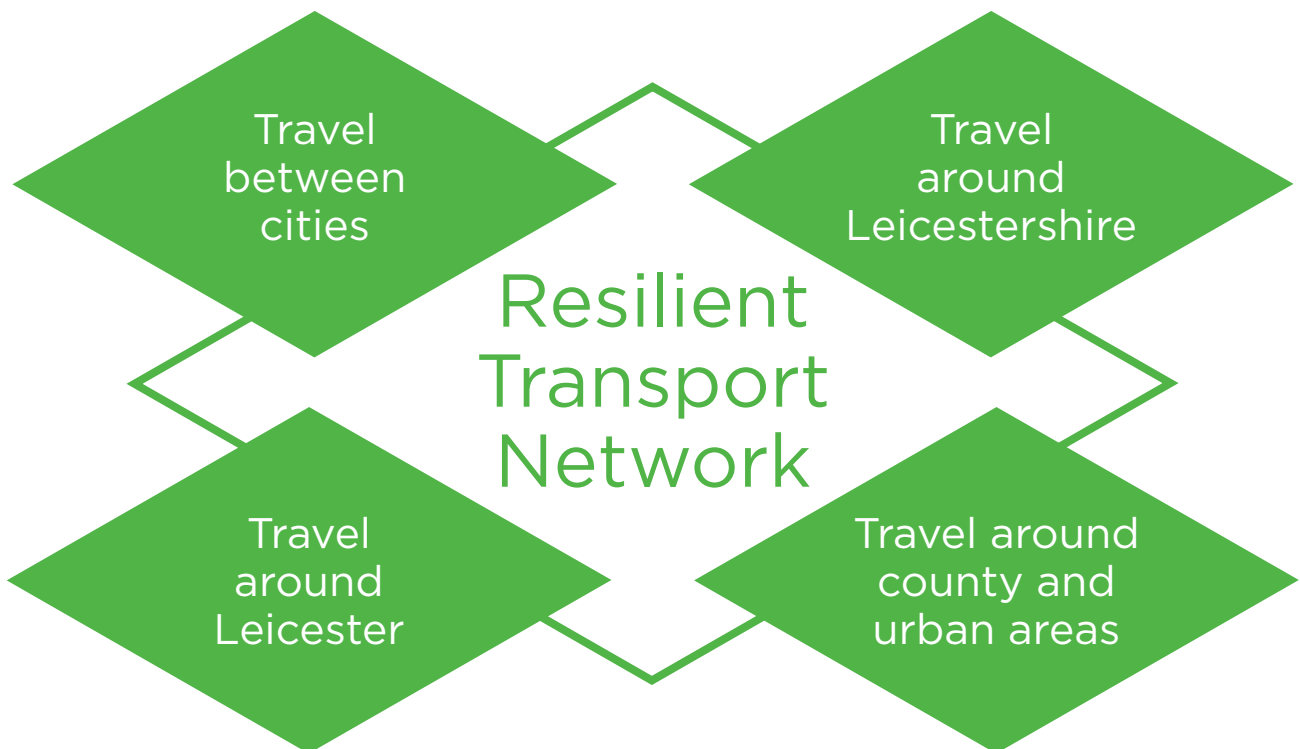 Travel
between
cities
Travel
around
Leicestershire
Resilient
Transport
Network
Travel
around
Leicester
Travel around
county and
urban areas